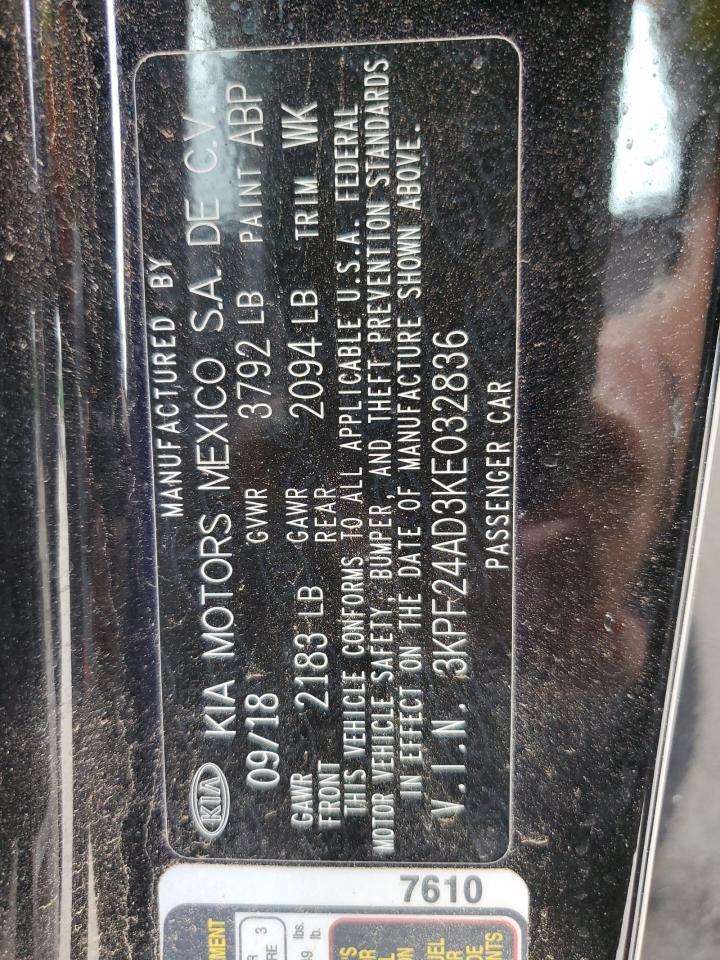 MANUFACTURED BY
KIA KIA MOTORS MEXICO S.A. DE C.V.
09/18 GVWR 3792 LB PAINT ABP
GAWR FRONT 2183 LB GAWR REAR 2094 LB TRIM WK
THIS VEHICLE CONFORMS TO ALL APPLICABLE U.S.A. FEDERAL
MOTOR VEHICLE SAFETY, BUMPER, AND THEFT PREVENTION STANDARDS
IN EFFECT ON THE DATE OF MANUFACTURE SHOWN ABOVE.
V.I.N. 3KPF24AD3KE032836
PASSENGER CAR
7610